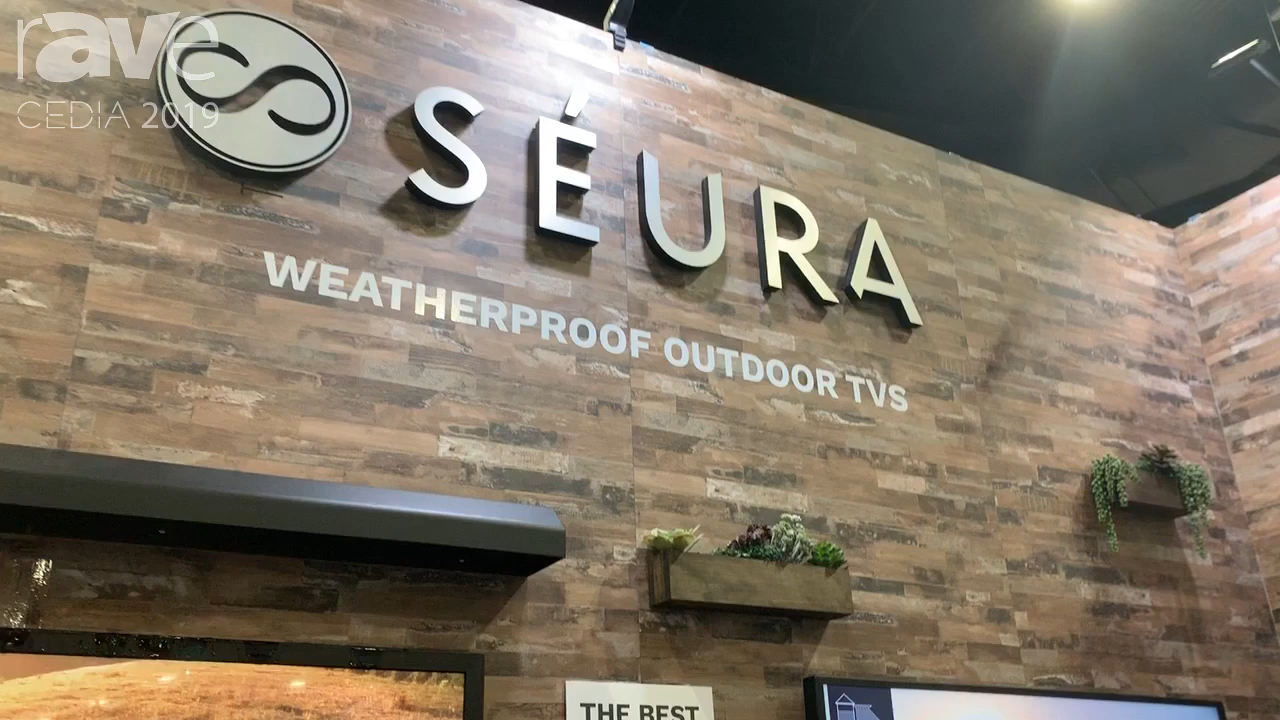 rave
CEDIA 2019
SÉURA
WEATHERPROOF OUTDOOR TVS
THE BEST